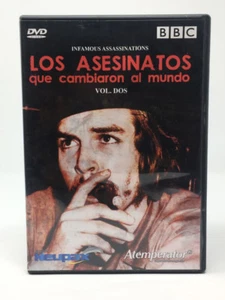 DVD
BBC
INFAMOUS ASSASSINATIONS
LOS ASESINATOS
que cambiaron al mundo
VOL. DOS
Atemperator